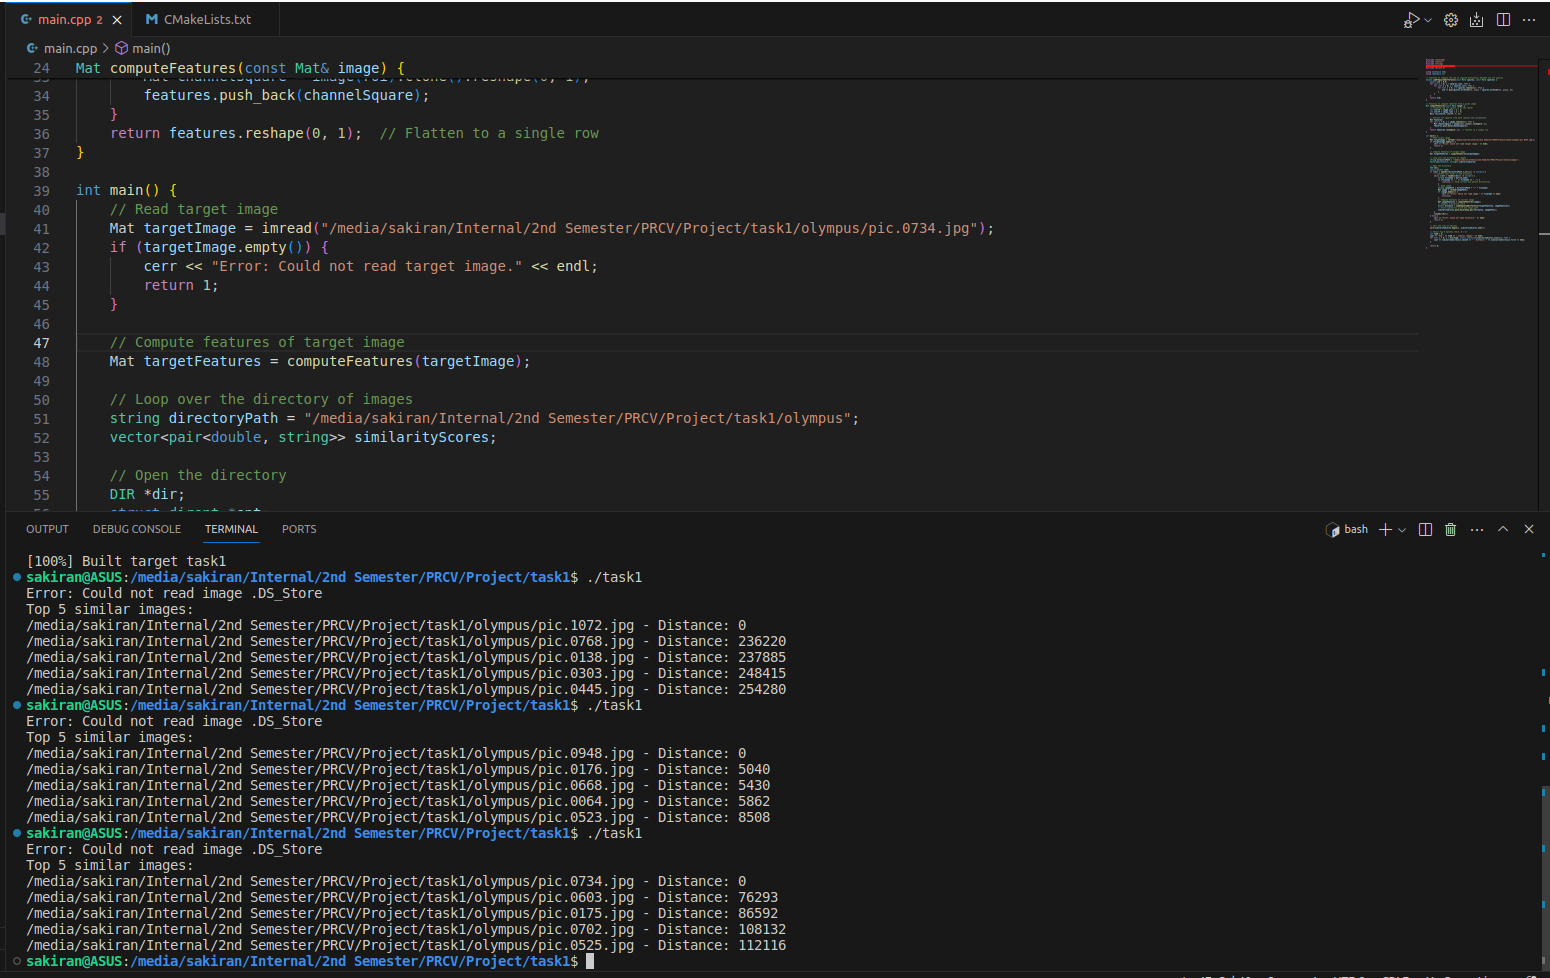 main.cpp 2 CMakeLists.txt
main.cpp > main()
24 Mat computeFeatures(const Mat& image) {
34 features.push_back(channelSquare);
35 }
36 return features.reshape(0, 1);  // Flatten to a single row
37 }
38
39 int main() {
40 // Read target image
41 Mat targetImage = imread("/media/sakiran/Internal/2nd Semester/PRCV/Project/task1/olympus/pic.0734.jpg");
42 if (targetImage.empty()) {
43 cerr << "Error: Could not read target image." << endl;
44 return 1;
45 }
46
47 // Compute features of target image
48 Mat targetFeatures = computeFeatures(targetImage);
49
50 // Loop over the directory of images
51 string directoryPath = "/media/sakiran/Internal/2nd Semester/PRCV/Project/task1/olympus";
52 vector<pair<double, string>> similarityScores;
53
54 // Open the directory
55 DIR *dir;
OUTPUT DEBUG CONSOLE TERMINAL PORTS bash
[100%] Built target task1
sakiran@ASUS:/media/sakiran/Internal/2nd Semester/PRCV/Project/task1$ ./task1
Error: Could not read image .DS_Store
Top 5 similar images:
/media/sakiran/Internal/2nd Semester/PRCV/Project/task1/olympus/pic.1072.jpg - Distance: 0
/media/sakiran/Internal/2nd Semester/PRCV/Project/task1/olympus/pic.0768.jpg - Distance: 236220
/media/sakiran/Internal/2nd Semester/PRCV/Project/task1/olympus/pic.0138.jpg - Distance: 237885
/media/sakiran/Internal/2nd Semester/PRCV/Project/task1/olympus/pic.0303.jpg - Distance: 248415
/media/sakiran/Internal/2nd Semester/PRCV/Project/task1/olympus/pic.0445.jpg - Distance: 254280
sakiran@ASUS:/media/sakiran/Internal/2nd Semester/PRCV/Project/task1$ ./task1
Error: Could not read image .DS_Store
Top 5 similar images:
/media/sakiran/Internal/2nd Semester/PRCV/Project/task1/olympus/pic.0948.jpg - Distance: 0
/media/sakiran/Internal/2nd Semester/PRCV/Project/task1/olympus/pic.0176.jpg - Distance: 5040
/media/sakiran/Internal/2nd Semester/PRCV/Project/task1/olympus/pic.0668.jpg - Distance: 5430
/media/sakiran/Internal/2nd Semester/PRCV/Project/task1/olympus/pic.0064.jpg - Distance: 5862
/media/sakiran/Internal/2nd Semester/PRCV/Project/task1/olympus/pic.0523.jpg - Distance: 8508
sakiran@ASUS:/media/sakiran/Internal/2nd Semester/PRCV/Project/task1$ ./task1
Error: Could not read image .DS_Store
Top 5 similar images:
/media/sakiran/Internal/2nd Semester/PRCV/Project/task1/olympus/pic.0734.jpg - Distance: 0
/media/sakiran/Internal/2nd Semester/PRCV/Project/task1/olympus/pic.0603.jpg - Distance: 76293
/media/sakiran/Internal/2nd Semester/PRCV/Project/task1/olympus/pic.0175.jpg - Distance: 86592
/media/sakiran/Internal/2nd Semester/PRCV/Project/task1/olympus/pic.0702.jpg - Distance: 108132
/media/sakiran/Internal/2nd Semester/PRCV/Project/task1/olympus/pic.0525.jpg - Distance: 112116
sakiran@ASUS:/media/sakiran/Internal/2nd Semester/PRCV/Project/task1$